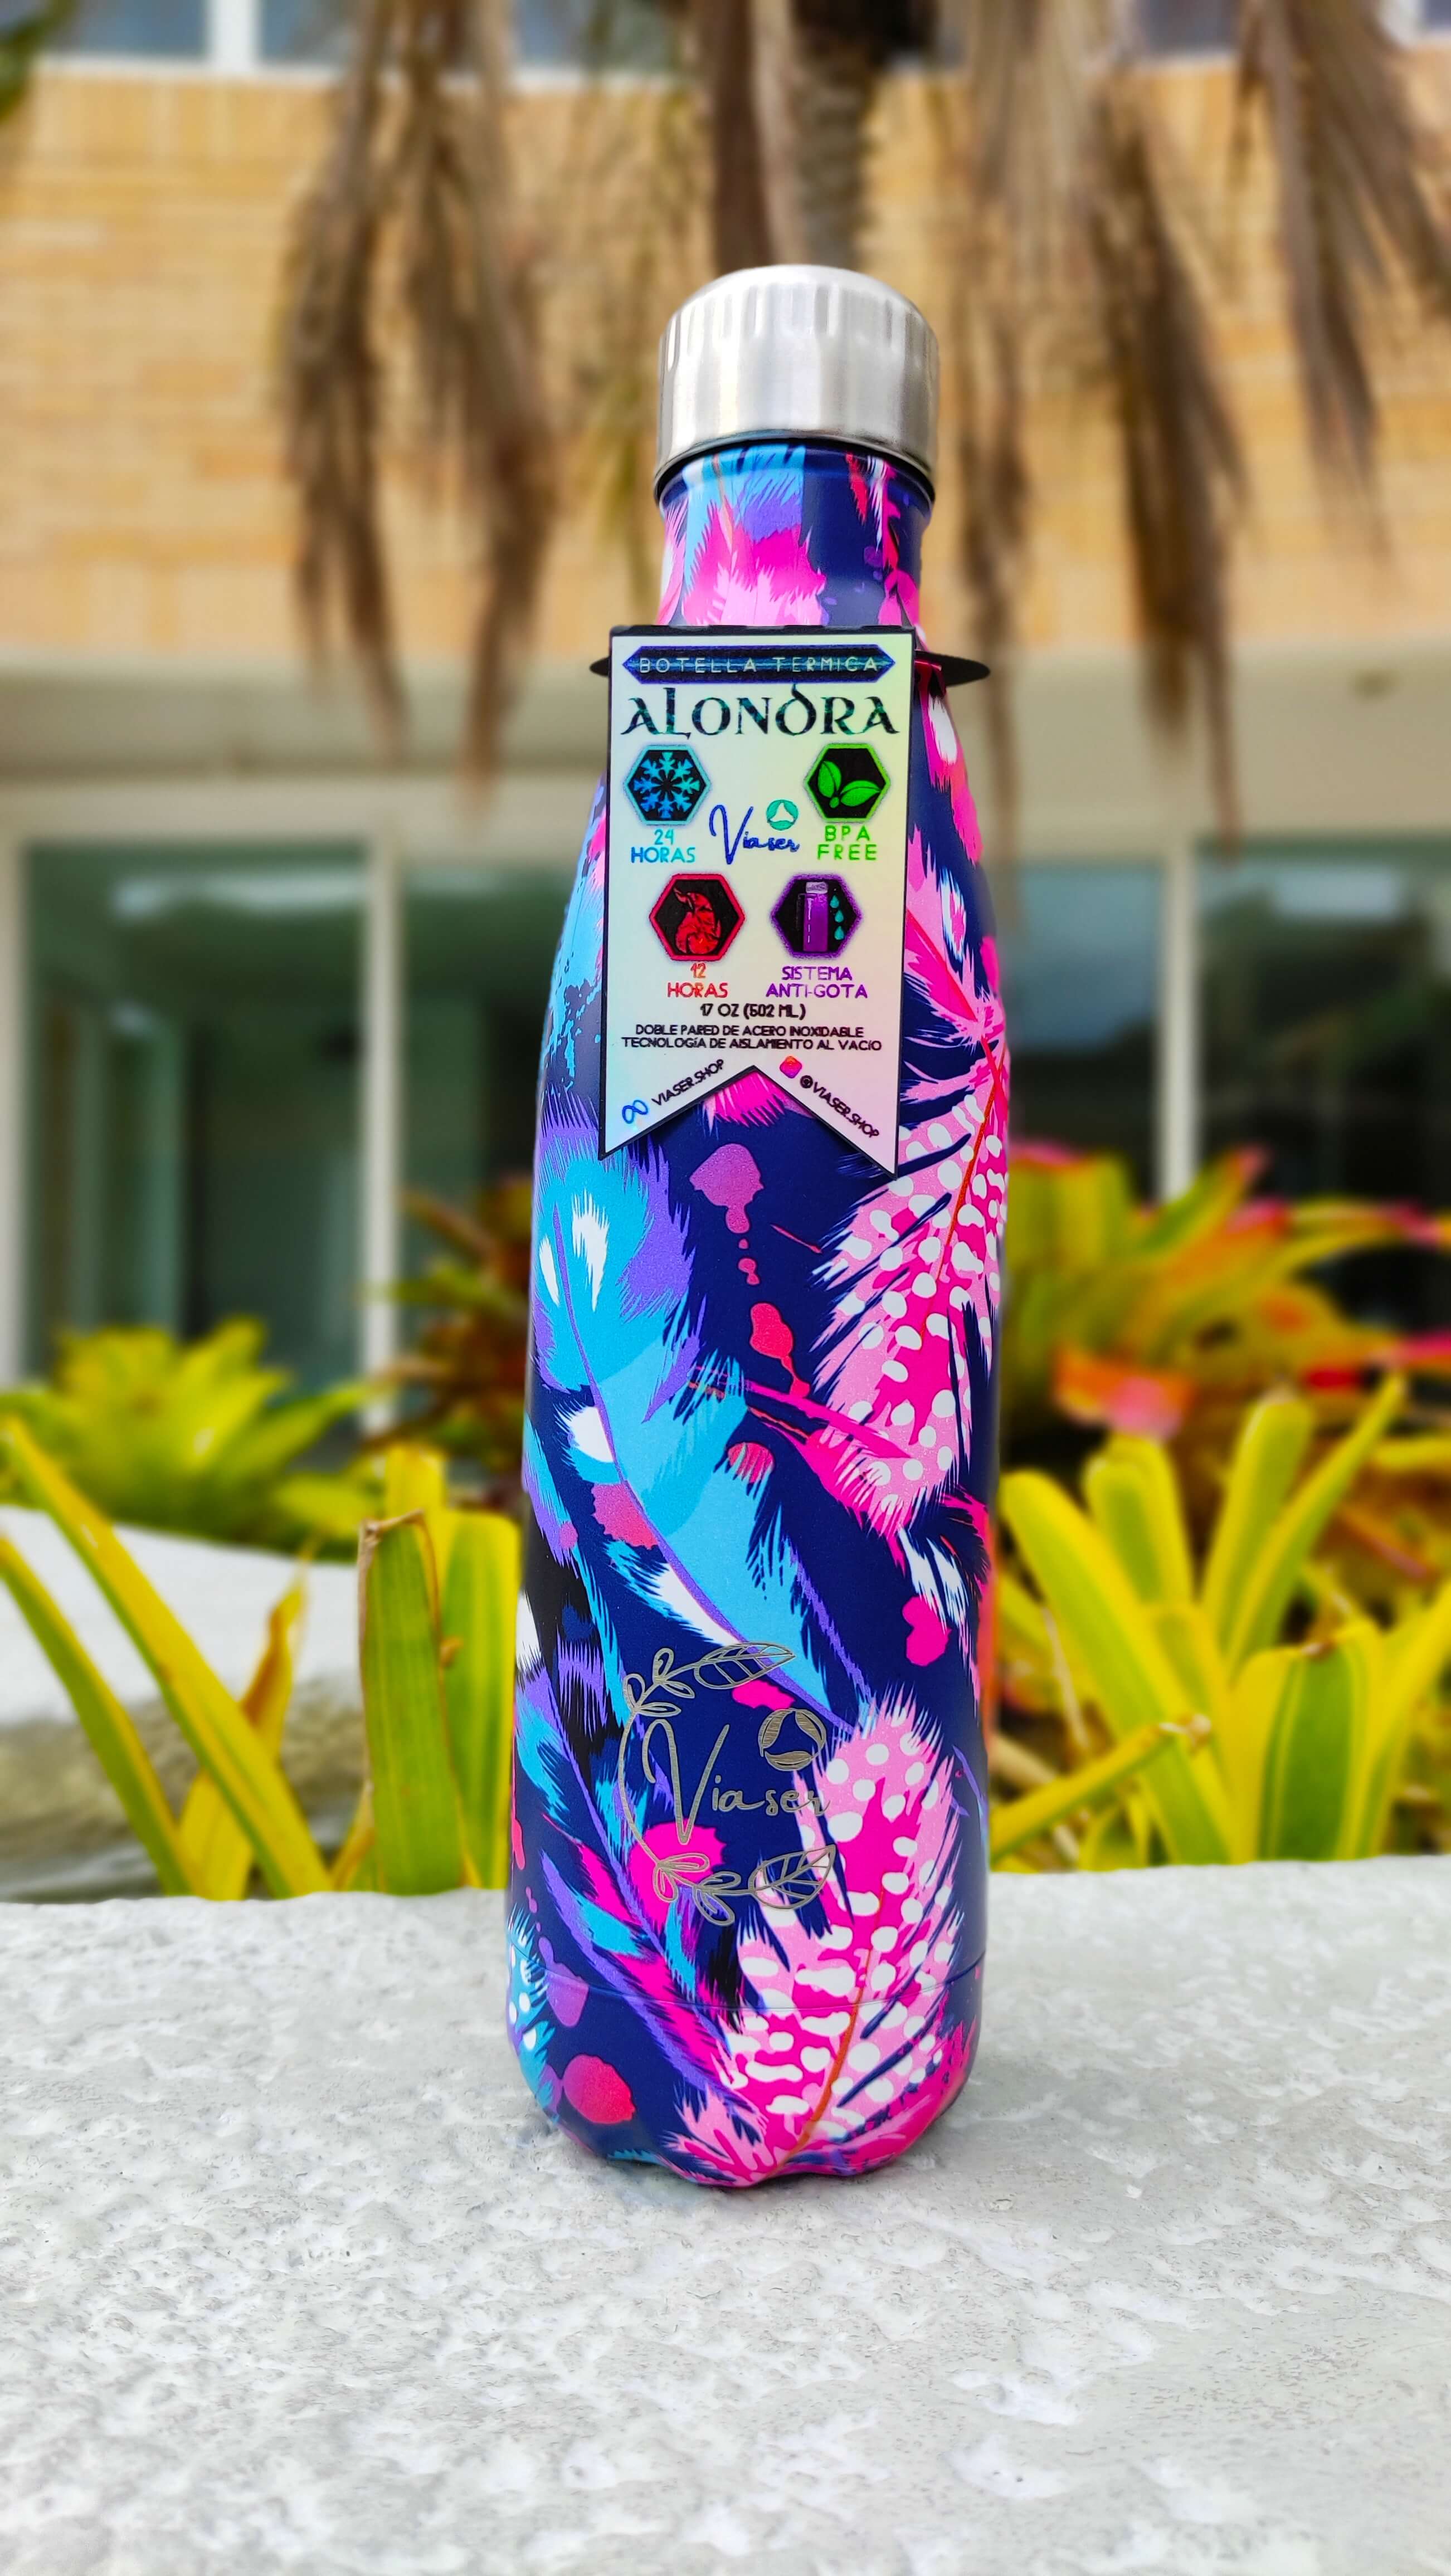 BOTELLA TERMICA
ALONDRA
24
HORAS
Viaser
BPA
FREE
12
HORAS
SISTEMA
ANTI-GOTA
17 OZ (502 ML)
DOBLE PARED DE ACERO INOXIDABLE
TECNOLOGÍA DE AISLAMIENTO AL VACÍO
VIASER.SHOP
@VIASER.SHOP
Viaser